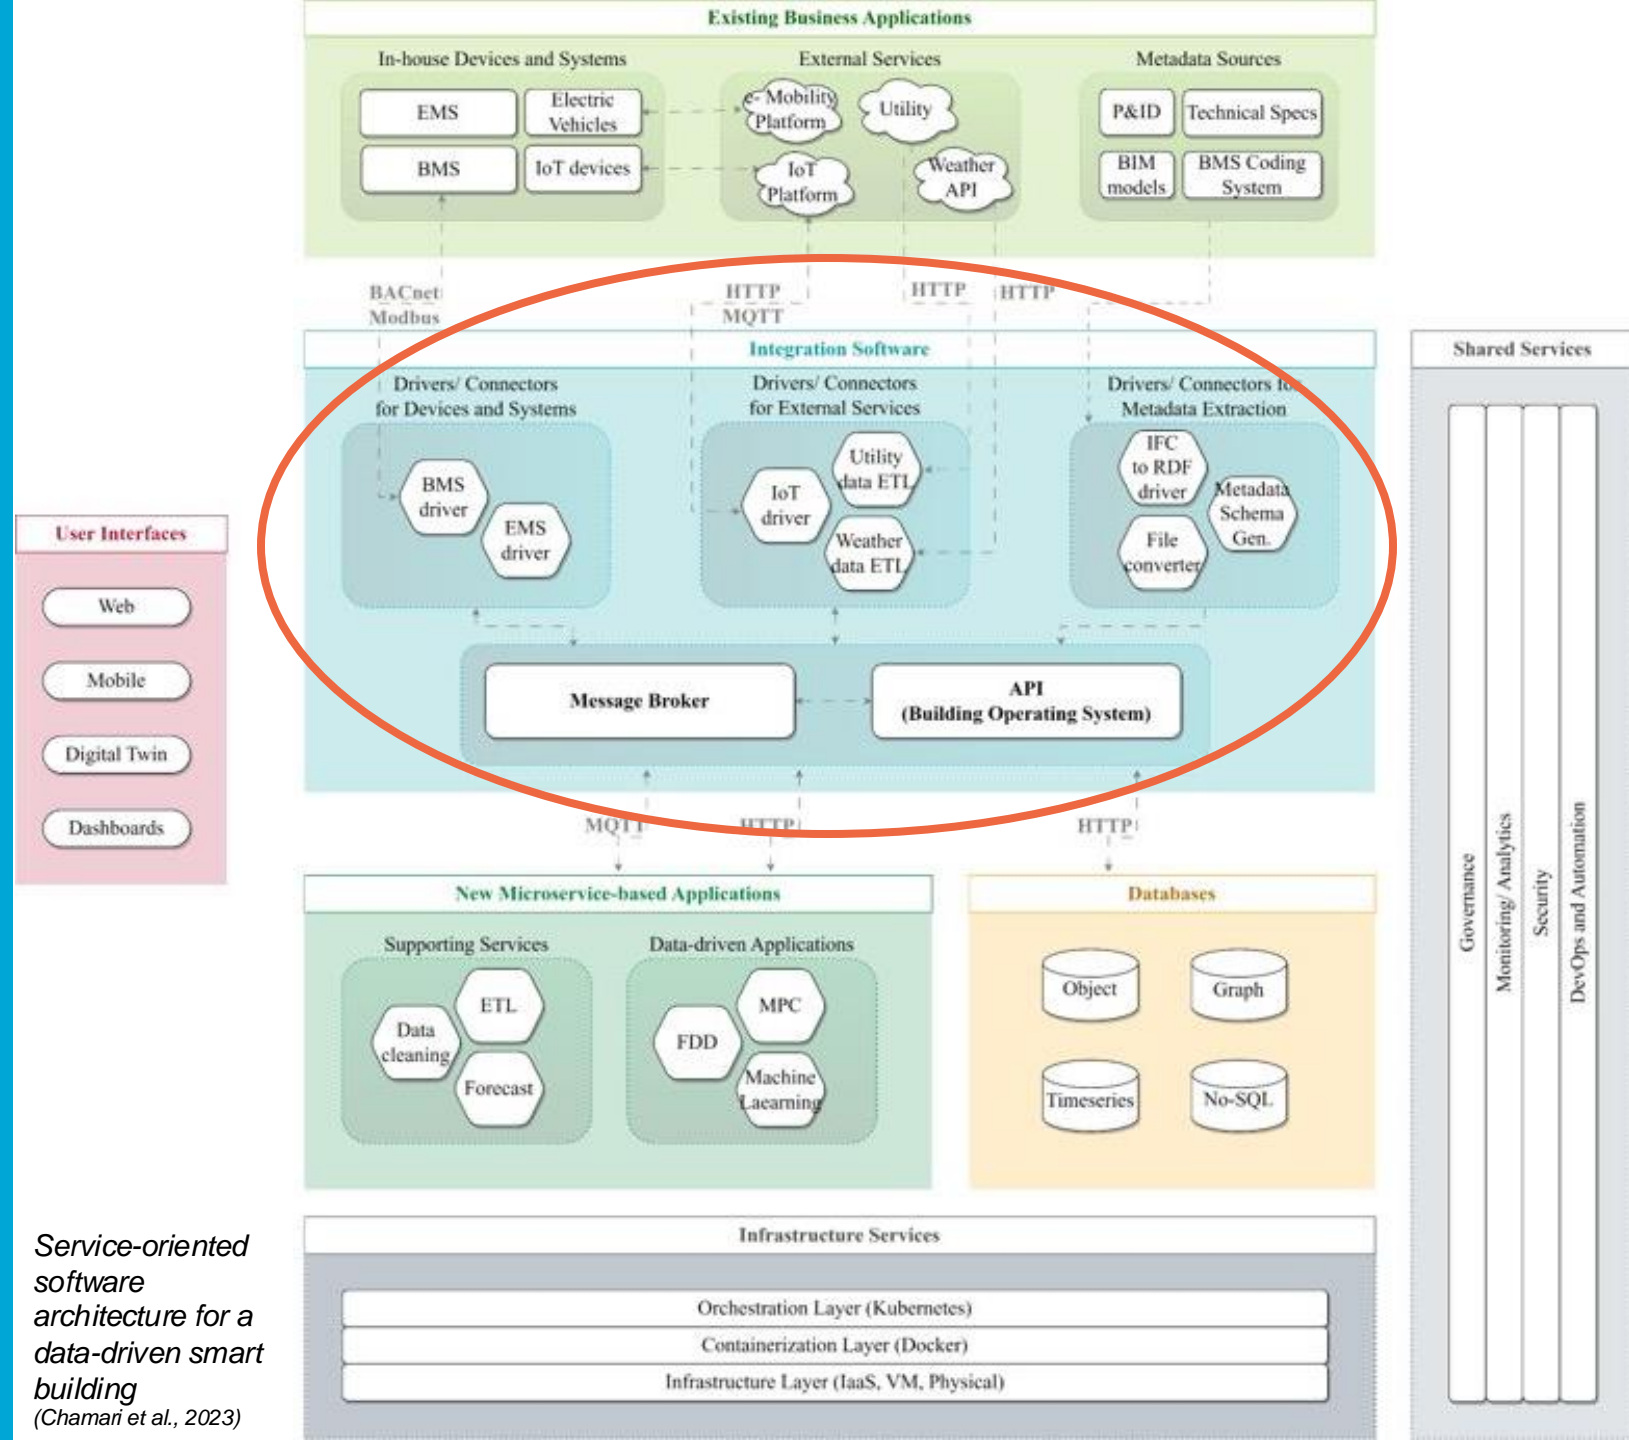 Existing Business Applications
In-house Devices and Systems
EMS
Electric
Vehicles
BMS
IoT devices
External Services
e- Mobility
Platform
Utility
IoT
Platform
Weather
API
Metadata Sources
P&ID
Technical Specs
BIM
models
BMS Coding
System
BACnet
Modbus
HTTP
MQTT
HTTP
HTTP
Integration Software
Drivers/ Connectors
for Devices and Systems
BMS
driver
EMS
driver
Drivers/ Connectors
for External Services
Utility
data ETL
IoT
driver
Weather
data ETL
Drivers/ Connectors for
Metadata Extraction
IFC
to RDF
driver
Metadata
Schema
Gen.
File
converter
Message Broker
API
(Building Operating System)
MQTT
HTTP
HTTP
User Interfaces
Web
Mobile
Digital Twin
Dashboards
Shared Services
Governance
Monitoring/ Analytics
Security
DevOps and Automation
New Microservice-based Applications
Supporting Services
ETL
Data
cleaning
Forecast
Data-driven Applications
MPC
FDD
Machine
Laearning
Databases
Object
Graph
Timeseries
No-SQL
Infrastructure Services
Orchestration Layer (Kubernetes)
Containerization Layer (Docker)
Infrastructure Layer (IaaS, VM, Physical)
Service-oriented
software
architecture for a
data-driven smart
building
(Chamari et al., 2023)